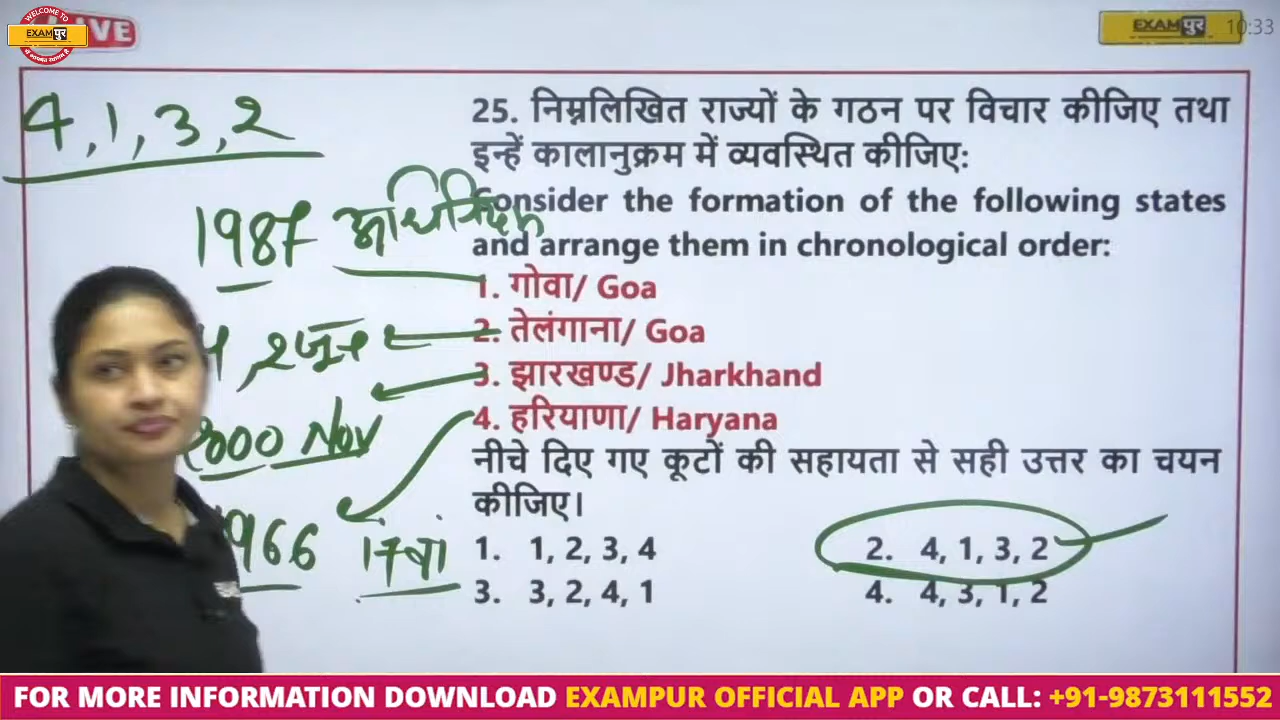 WELCOME TO
EXAMपुर
LIVE
EXAMपुर
10:33
4,1,3,2
25. निम्नलिखित राज्यों के गठन पर विचार कीजिए तथा
इन्हें कालानुक्रम में व्यवस्थित कीजिए:
Consider the formation of the following states
and arrange them in chronological order:
1987
1. गोवा/ Goa
2. तेलंगाना/ Goa
2 जून
3. झारखण्ड/ Jharkhand
2000 Nov
4. हरियाणा/ Haryana
1966 17वां
नीचे दिए गए कूटों की सहायता से सही उत्तर का चयन
कीजिए।
1. 1, 2, 3, 4
2. 4, 1, 3, 2
3. 3, 2, 4, 1
4. 4, 3, 1, 2
FOR MORE INFORMATION DOWNLOAD EXAMPUR OFFICIAL APP OR CALL: +91-9873111552